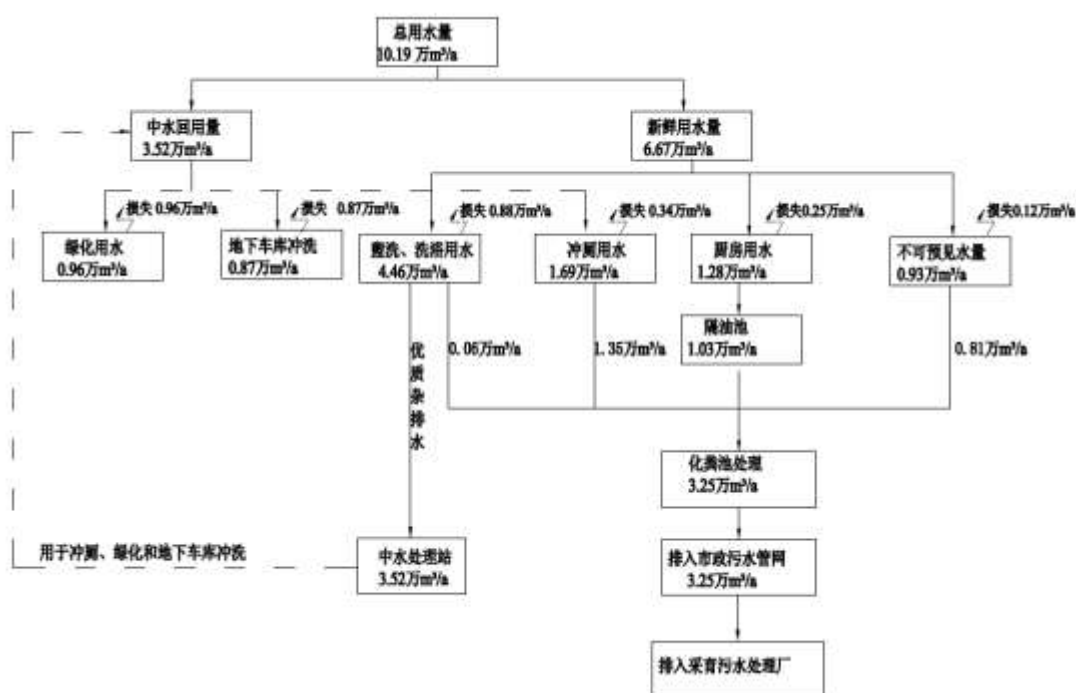 总用水量
10.19 万m³/a
中水回用量
3.52万m³/a
新鲜用水量
6.67万m³/a
损失 0.96万m³/a
损失 0.87万m³/a
损失 0.88万m³/a
损失 0.34万m³/a
损失0.25万m³/a
损失0.12万m³/a
绿化用水
0.96万m³/a
地下车库冲洗
0.87万m³/a
盥洗、洗浴用水
4.46万m³/a
冲厕用水
1.69万m³/a
厨房用水
1.28万m³/a
不可预见水量
0.93万m³/a
隔油池
1.03万m³/a
优质杂排水
0.06万m³/a
1.35万m³/a
0.81万m³/a
化粪池处理
3.25万m³/a
用于冲厕、绿化和地下车库冲洗
中水处理站
3.52万m³/a
排入市政污水管网
3.25万m³/a
排入采育污水处理厂